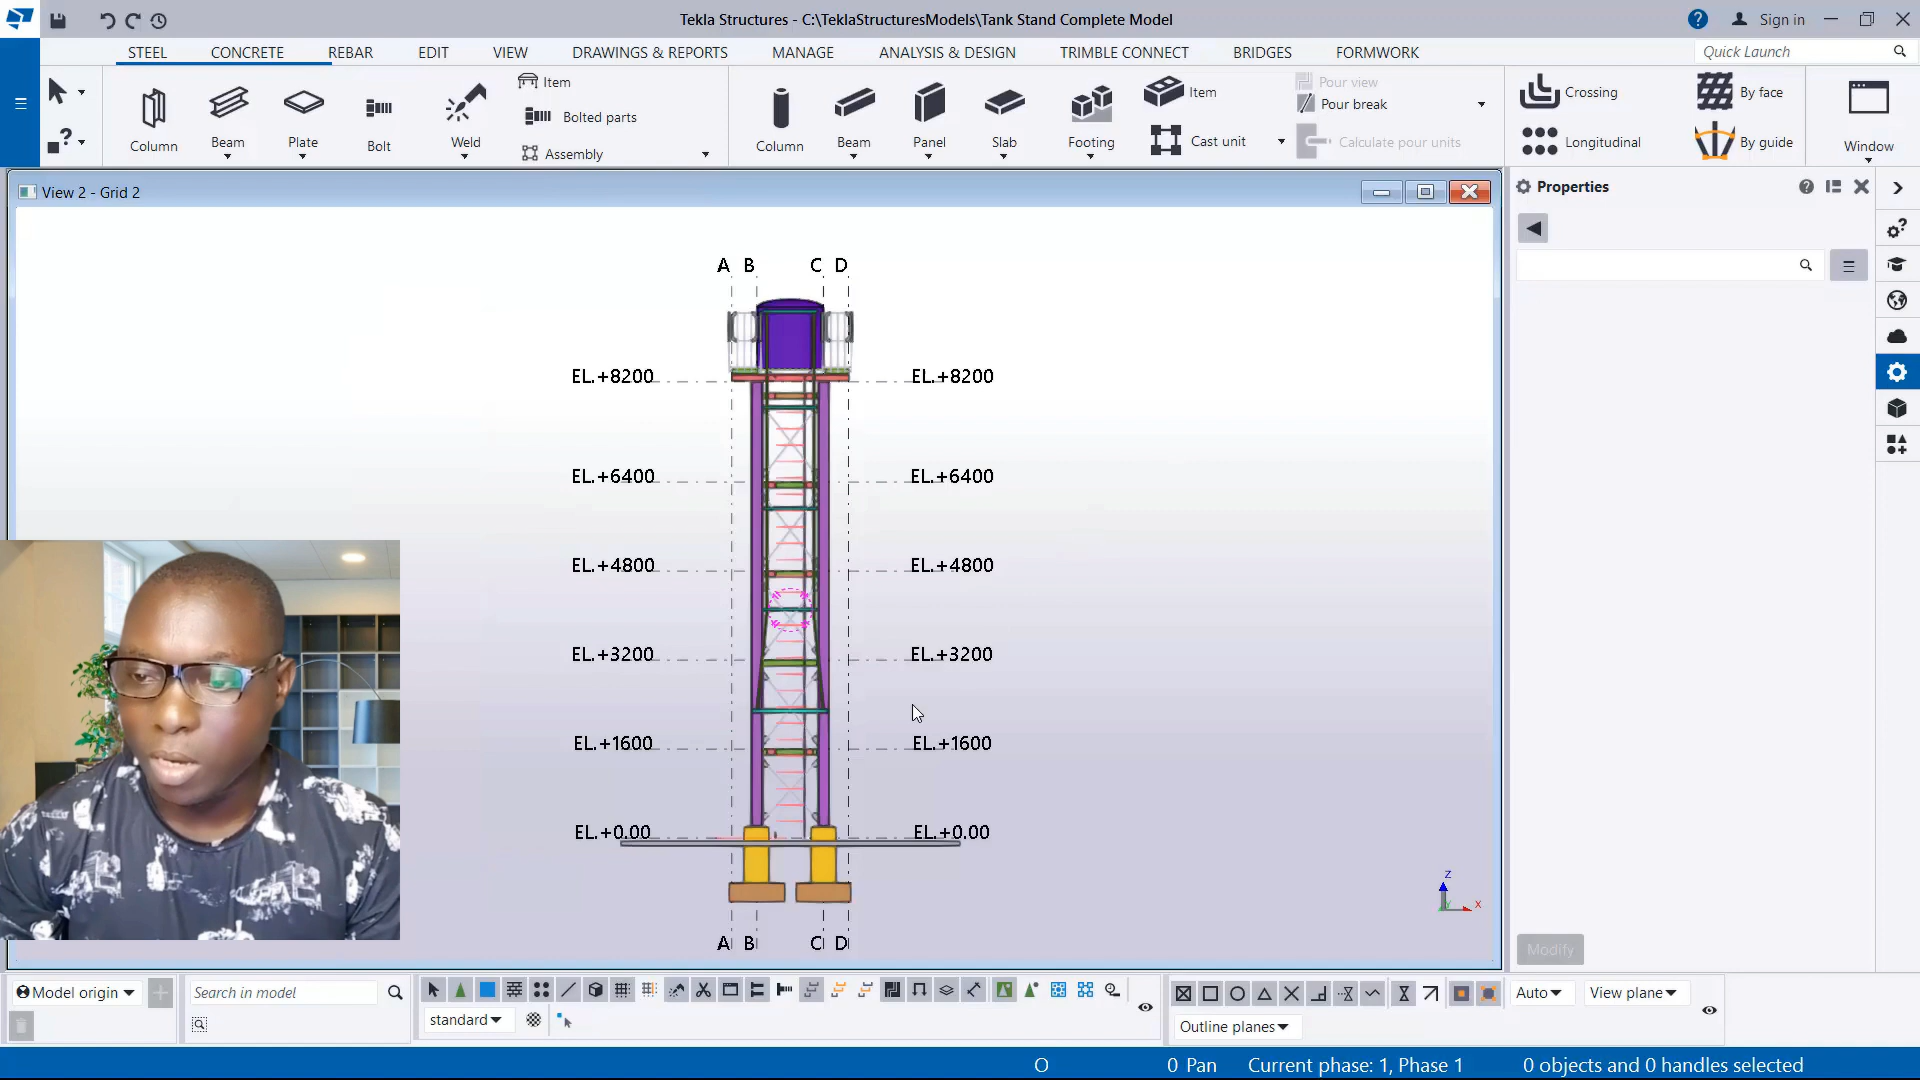 Tekla Structures - C:\TeklaStructuresModels\Tank Stand Complete Model
Sign in
STEEL CONCRETE REBAR EDIT VIEW DRAWINGS & REPORTS MANAGE ANALYSIS & DESIGN TRIMBLE CONNECT BRIDGES FORMWORK
Quick Launch
Item
Bolted parts
Assembly
Column Beam Plate Bolt Weld
Column Beam Panel Slab Footing
Item
Cast unit
Pour view
Pour break
Calculate pour units
Crossing
Longitudinal
By face
By guide
Window
View 2 - Grid 2
Properties
A B C D
EL.+8200 EL.+8200
EL.+6400 EL.+6400
EL.+4800 EL.+4800
EL.+3200 EL.+3200
EL.+1600 EL.+1600
EL.+0.00 EL.+0.00
A B C D
Z
Y
X
Modify
Model origin
Search in model
standard
Auto
View plane
Outline planes
O
0 Pan
Current phase: 1, Phase 1
0 objects and 0 handles selected